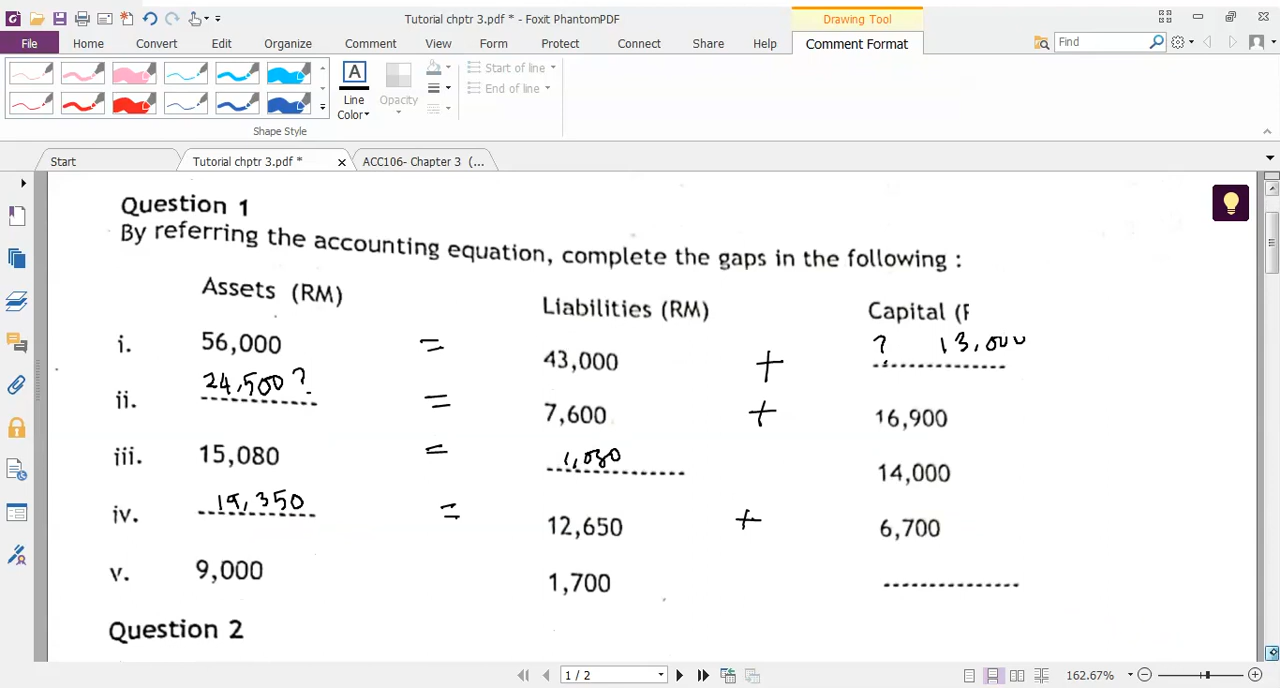 Tutorial chptr 3.pdf * - Foxit PhantomPDF
Drawing Tool
File Home Convert Edit Organize Comment View Form Protect Connect Share Help Comment Format Find
A Start of line
Line Color Opacity End of line
Shape Style
Start Tutorial chptr 3.pdf * ACC106- Chapter 3 (...
Question 1
By referring the accounting equation, complete the gaps in the following :
Assets (RM) Liabilities (RM) Capital (F
i. 56,000 = 43,000 + ? 13,000
ii. 24,500 ? = 7,600 + 16,900
iii. 15,080 = 1,080 14,000
iv. 19,350 = 12,650 + 6,700
v. 9,000 1,700 ...............
Question 2
1 / 2 162.67%